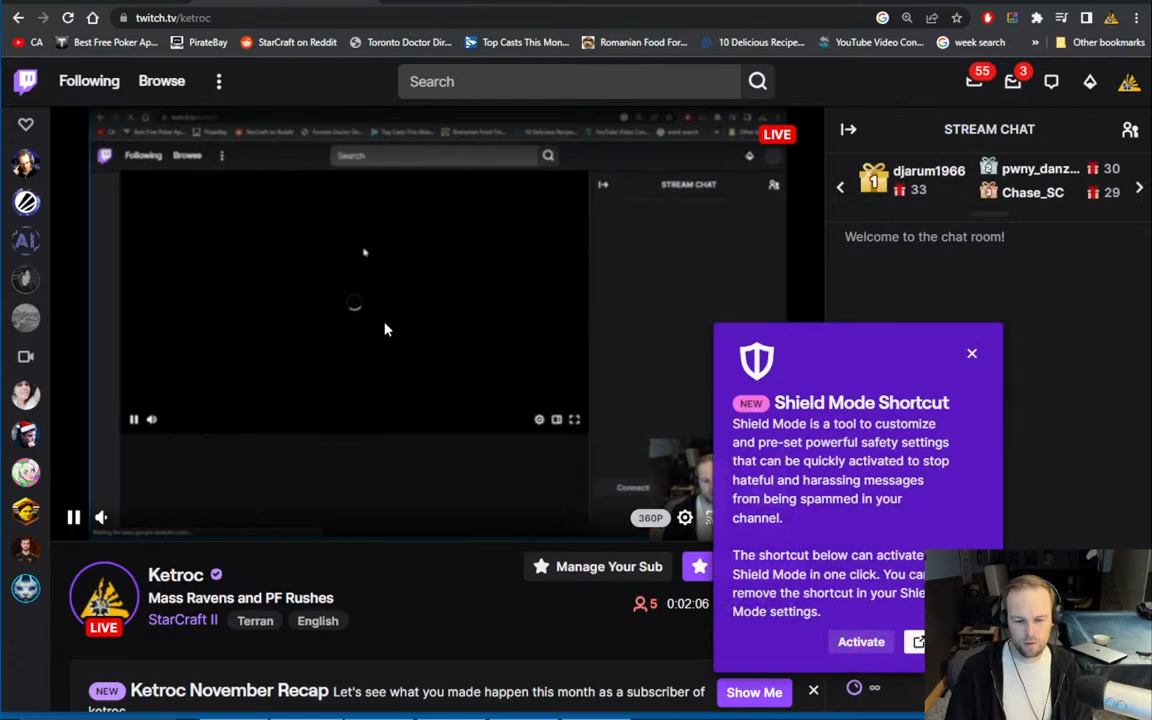 twitch.tv/ketroc
CA
Best Free Poker Ap...
PirateBay
StarCraft on Reddit
Toronto Doctor Dir...
Top Casts This Mon...
Romanian Food For...
10 Delicious Recipe...
YouTube Video Con...
week search
»
Other bookmarks
Following
Browse
Search
55
3
LIVE
Following
Browse
Search
STREAM CHAT
STREAM CHAT
1
djarum1966
33
2
pwny_danz...
30
3
Chase_SC
29
Welcome to the chat room!
NEW Shield Mode Shortcut
Shield Mode is a tool to customize
and pre-set powerful safety settings
that can be quickly activated to stop
hateful and harassing messages
from being spammed in your
channel.
The shortcut below can activate
Shield Mode in one click. You can
remove the shortcut in your Shie
Mode settings.
Activate
Connecti
360P
Ketroc
Mass Ravens and PF Rushes
StarCraft II
Terran
English
LIVE
Manage Your Sub
5
0:02:06
NEW Ketroc November Recap Let's see what you made happen this month as a subscriber of
ketroc
Show Me
∞